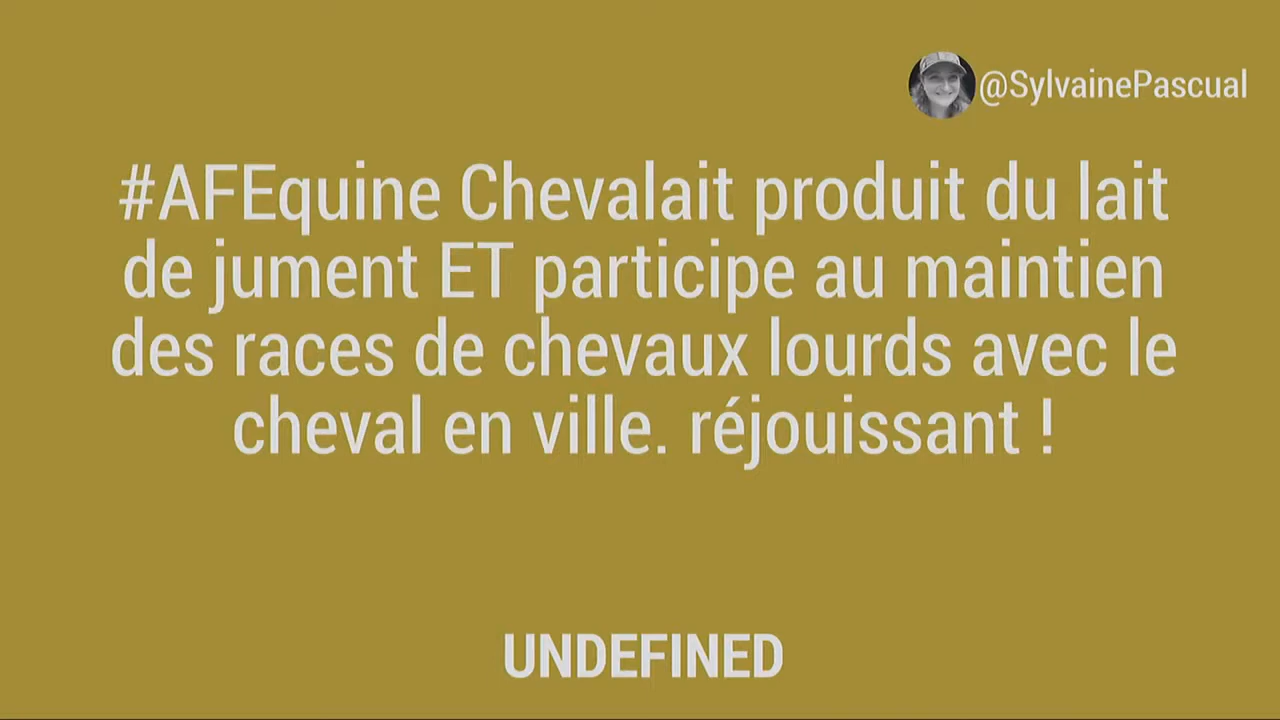 @SylvainePascual
#AFEquine Chevalait produit du lait
de jument ET participe au maintien
des races de chevaux lourds avec le
cheval en ville. réjouissant !
UNDEFINED